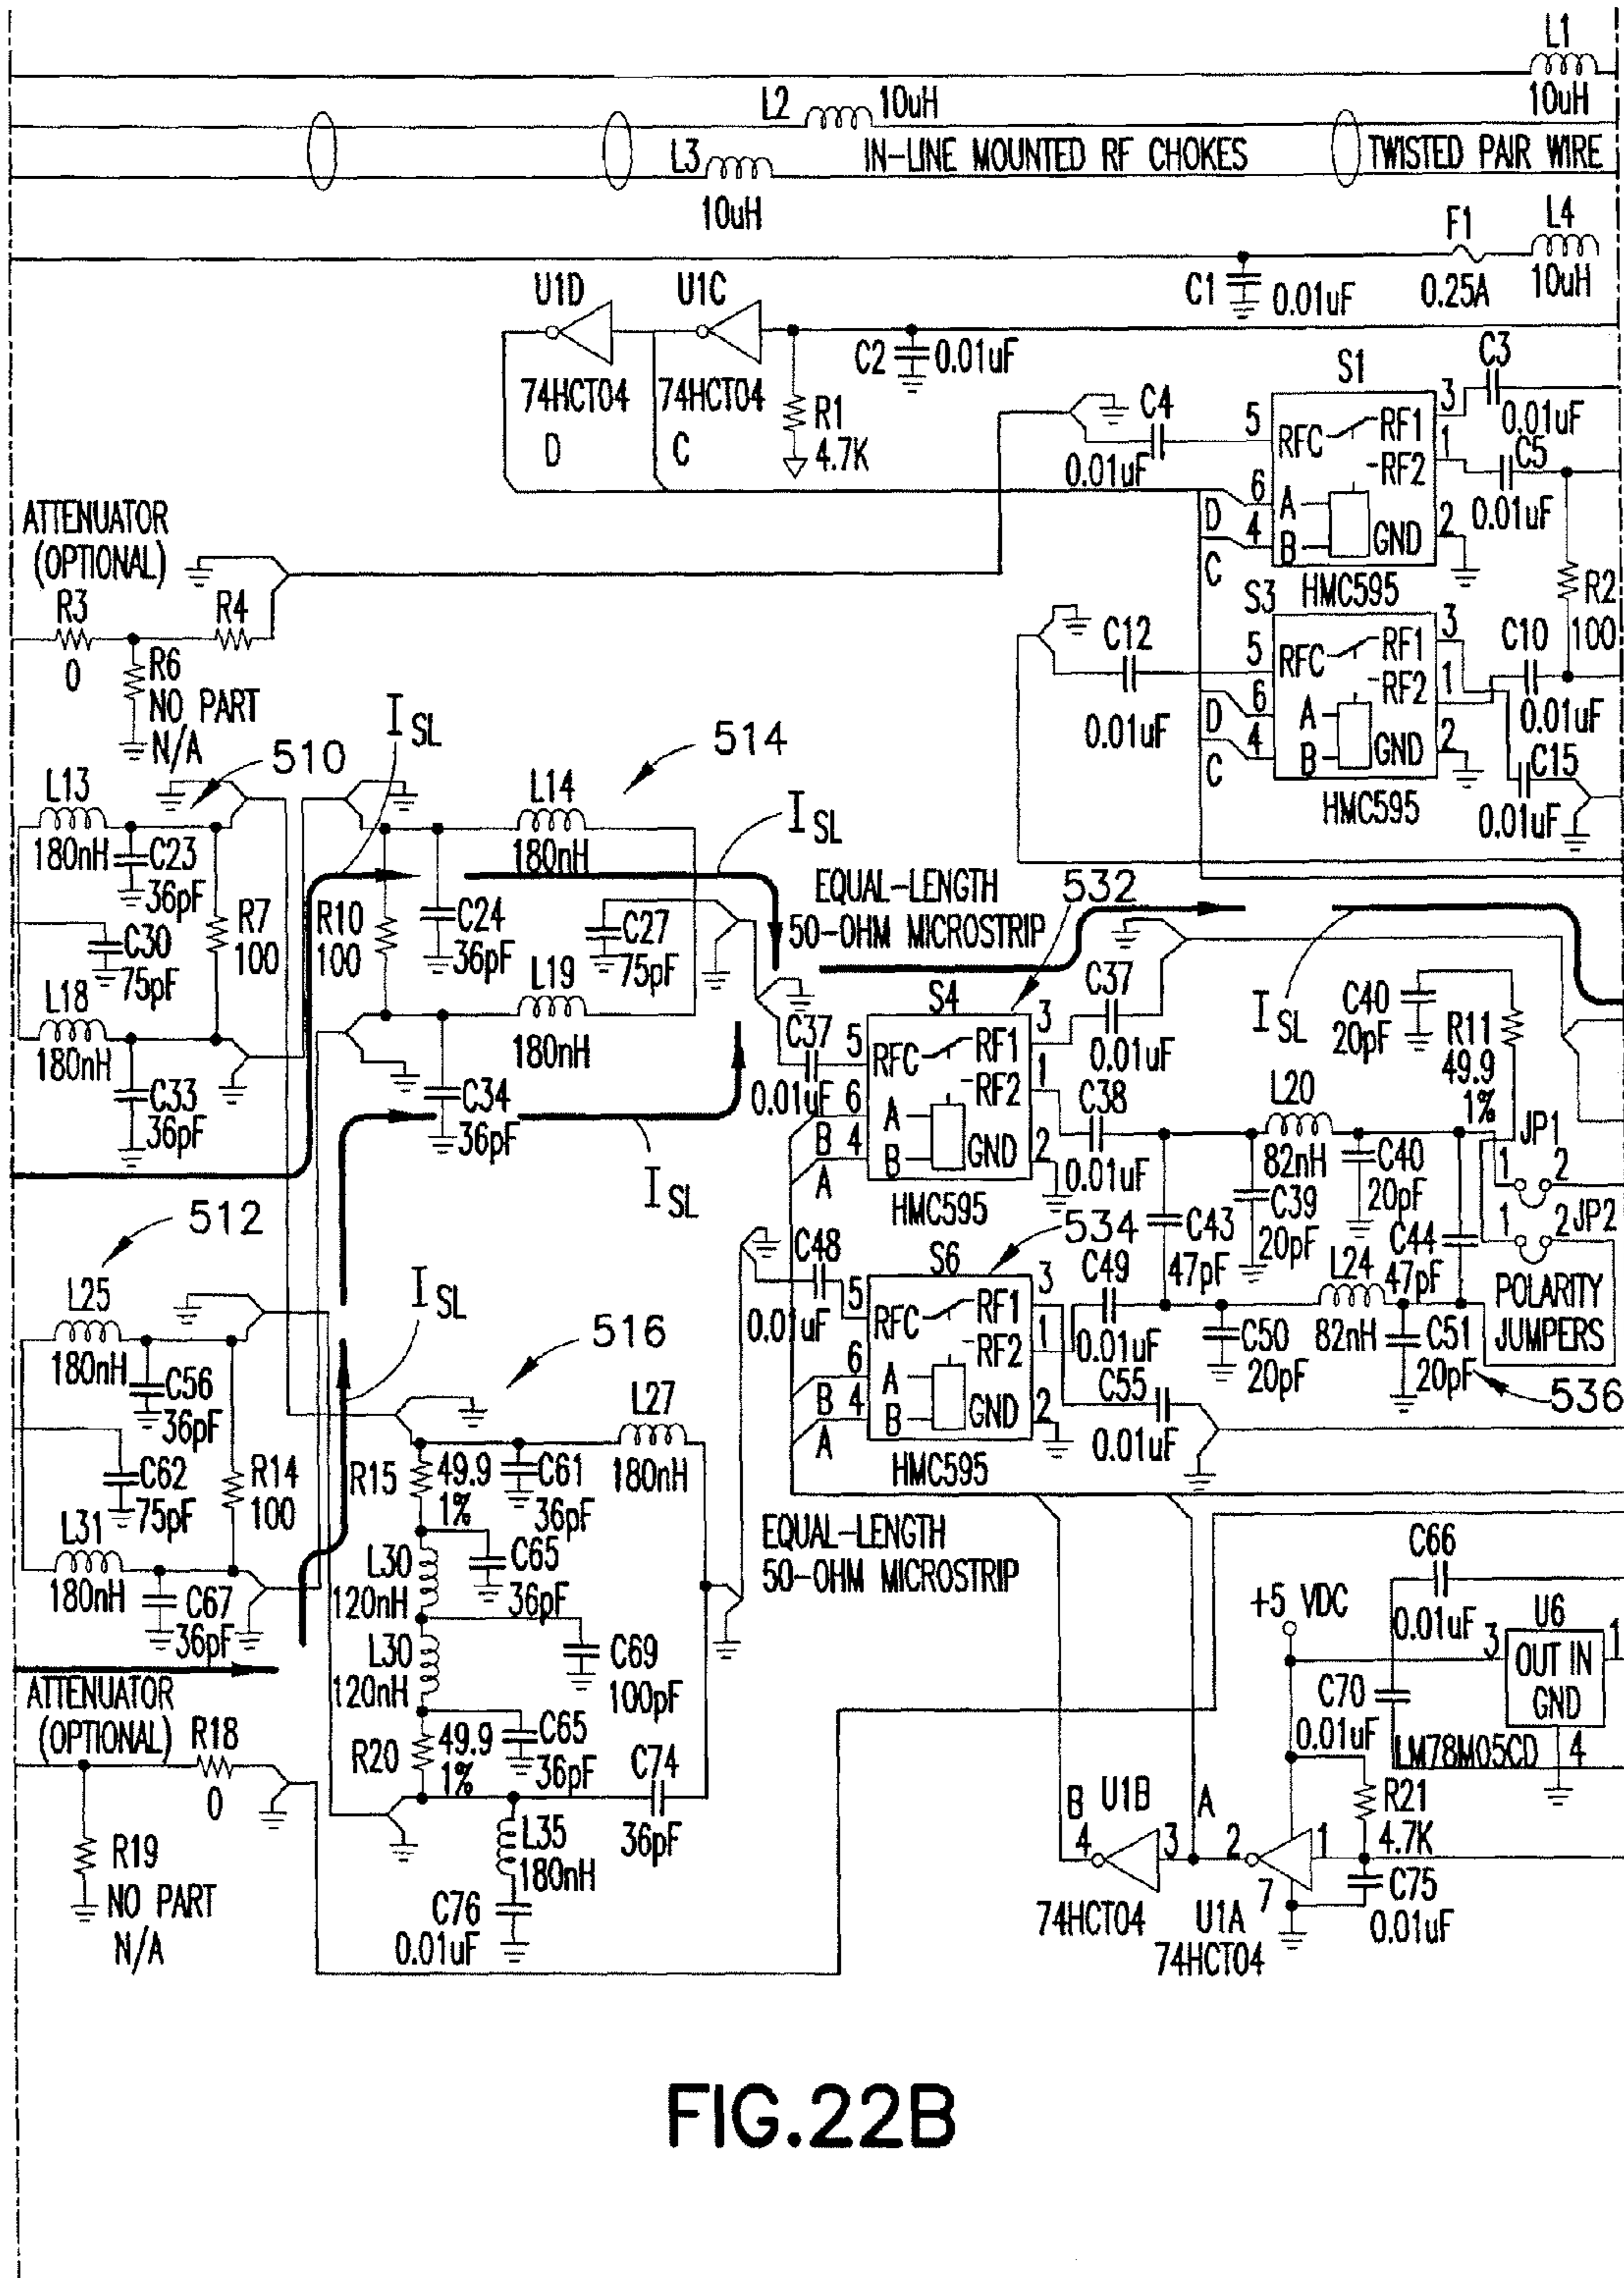 L1
10uH
L2 10uH
L3 IN-LINE MOUNTED RF CHOKES TWISTED PAIR WIRE
10uH
F1 L4
C1 0.01uF 0.25A 10uH
U1D U1C
C2 0.01uF
74HCT04 74HCT04
D C
R1
4.7K
C4
0.01uF
S1
5 RFC RF1 3
RF2 1
6 A
4 B GND 2
D
C
HMC595
C3
0.01uF
C5
0.01uF
R2
100
ATTENUATOR
(OPTIONAL)
R3 R4
0
R6
NO PART
N/A
S3
C12
0.01uF
5 RFC RF1 3
RF2 1
6 A
4 B GND 2
D
C
HMC595
C10
0.01uF
C15
0.01uF
510
ISL
514
L13
180nH
C23
36pF
C30
75pF
R7
100
L18
180nH
C33
36pF
L14
180nH
ISL
R10
100
C24
36pF
C27
75pF
L19
180nH
C34
36pF
ISL
EQUAL-LENGTH
50-OHM MICROSTRIP
532
S4
C37
0.01uF
5 RFC RF1 3
RF2 1
6 A
4 B GND 2
B
A
HMC595
C37
0.01uF
C38
0.01uF
ISL
C40
20pF
R11
49.9
1%
L20
82nH
C40
20pF
C39
20pF
JP1
1 2
1 2 JP2
C43
47pF
C44
47pF
POLARITY
JUMPERS
534
S6
C48
0.01uF
5 RFC RF1 3
RF2 1
6 A
4 B GND 2
B
A
HMC595
C49
0.01uF
C55
0.01uF
C50
20pF
L24
82nH
C51
20pF
536
512
L25
180nH
C56
36pF
C62
75pF
R14
100
L31
180nH
C67
36pF
ISL
516
L27
180nH
R15 49.9
1%
C61
36pF
L30
120nH
C65
36pF
L30
120nH
C69
100pF
R20 49.9
1%
C65
36pF
C74
36pF
L35
180nH
C76
0.01uF
EQUAL-LENGTH
50-OHM MICROSTRIP
ATTENUATOR
(OPTIONAL)
R18
0
R19
NO PART
N/A
C66
0.01uF
+5 VDC
U6
3 OUT IN 1
GND
4
LM78M05CD
C70
0.01uF
R21
4.7K
C75
0.01uF
B U1B A
4 3 2 1
7
74HCT04 U1A
74HCT04
FIG.22B